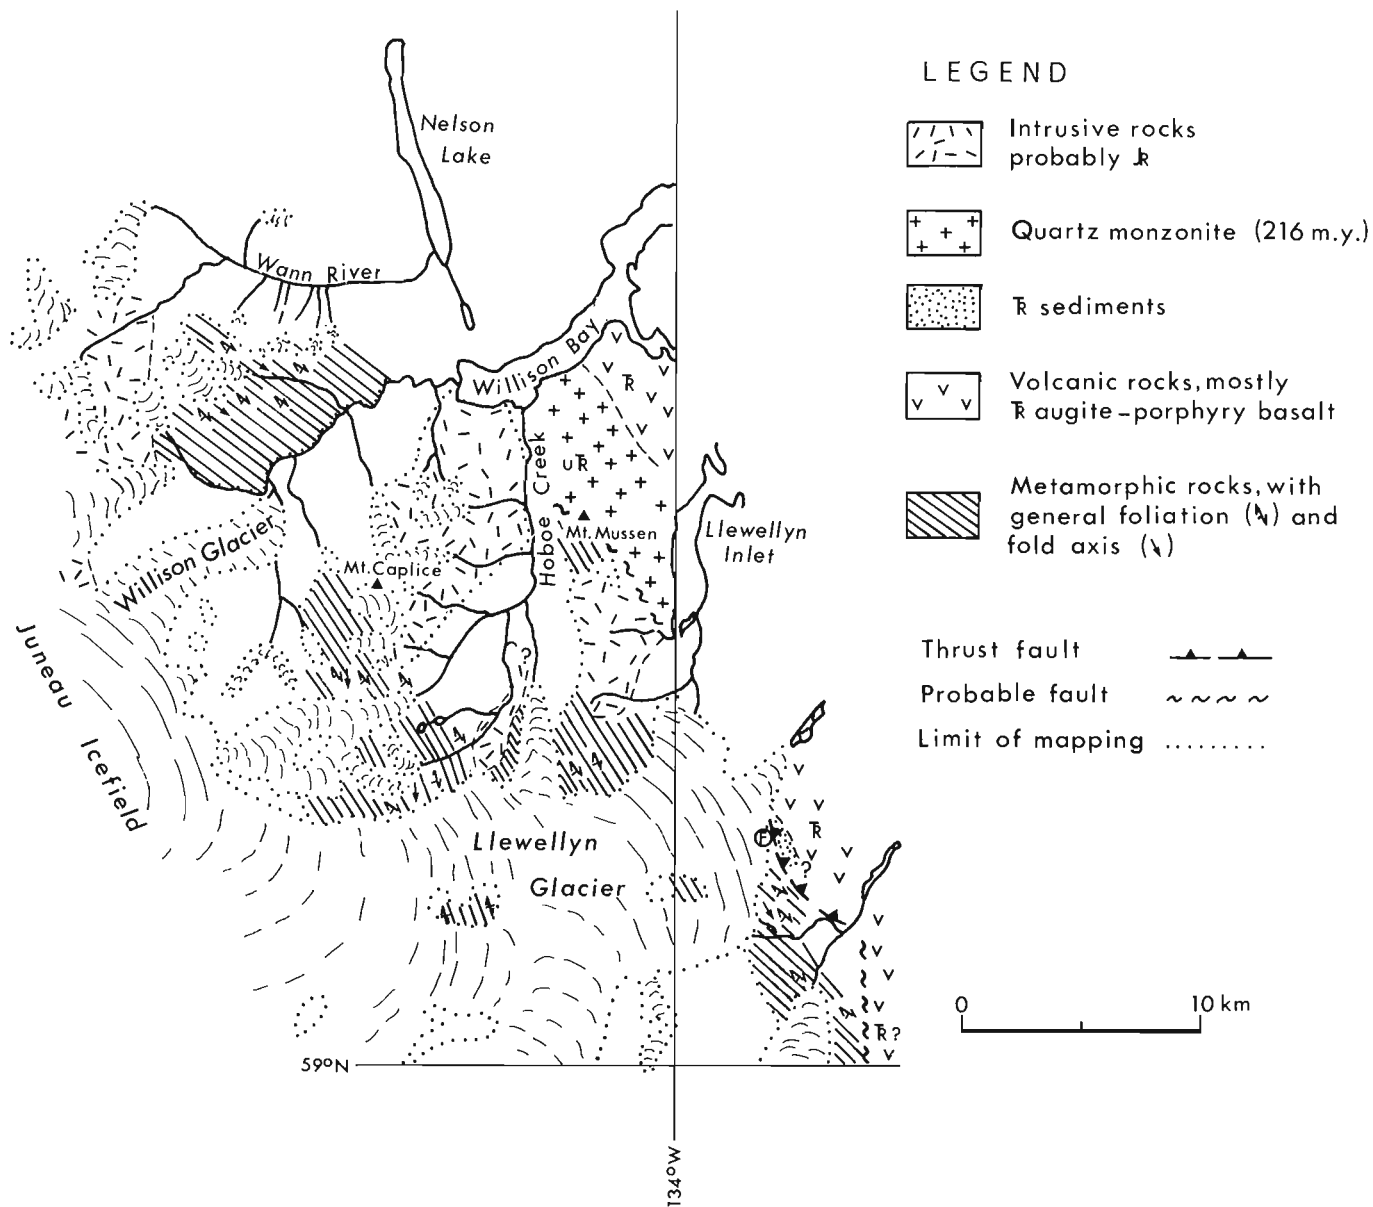 LEGEND
Intrusive rocks
probably JR
Quartz monzonite (216 m.y.)
TR sediments
Volcanic rocks, mostly
TR augite-porphyry basalt
Metamorphic rocks, with
general foliation ( ) and
fold axis ( )
Thrust fault
Probable fault
Limit of mapping
0 10 km
Nelson
Lake
Wann River
Willison Bay
TR
uTR
Hoboe Creek
Mt. Mussen
Llewellyn
Inlet
Willison Glacier
Mt. Caplice
Juneau Icefield
?
Llewellyn
Glacier
F
TR
?
TR?
59°N
134°W